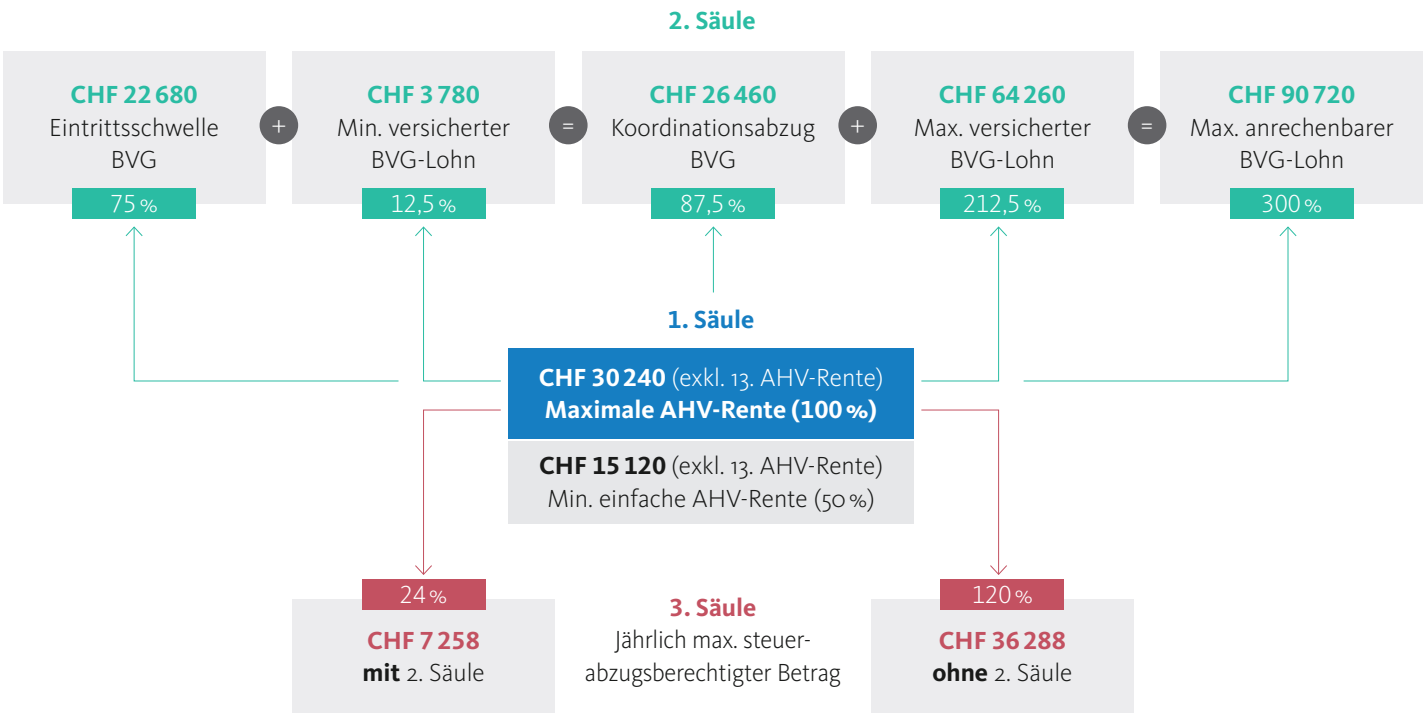 2. Säule
CHF 22 680
Eintrittsschwelle
BVG
75 %
+
CHF 3 780
Min. versicherter
BVG-Lohn
12,5 %
=
CHF 26 460
Koordinationsabzug
BVG
87,5 %
+
CHF 64 260
Max. versicherter
BVG-Lohn
212,5 %
=
CHF 90 720
Max. anrechenbarer
BVG-Lohn
300 %
1. Säule
CHF 30 240 (exkl. 13. AHV-Rente)
Maximale AHV-Rente (100 %)
CHF 15 120 (exkl. 13. AHV-Rente)
Min. einfache AHV-Rente (50 %)
24 %
CHF 7 258
mit 2. Säule
3. Säule
Jährlich max. steuer-
abzugsberechtigter Betrag
120 %
CHF 36 288
ohne 2. Säule